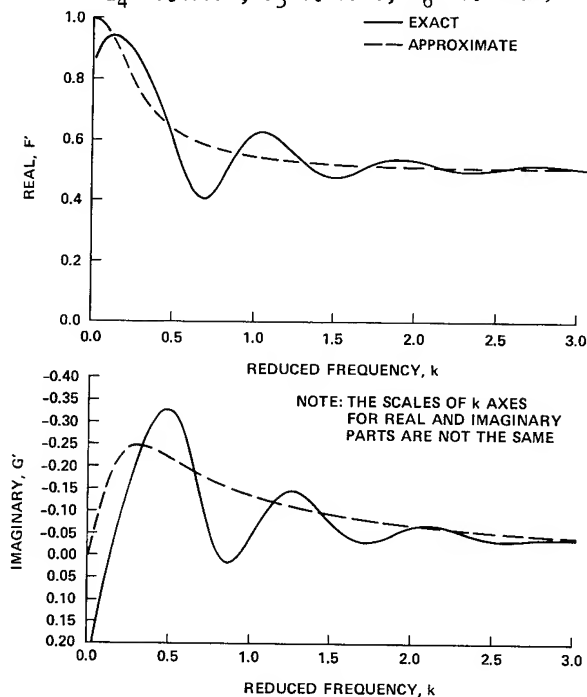 EXACT
APPROXIMATE
REAL, F'
1.0
0.8
0.6
0.4
0.2
0.0
0.0 0.5 1.0 1.5 2.0 2.5 3.0
REDUCED FREQUENCY, k
NOTE: THE SCALES OF k AXES
FOR REAL AND IMAGINARY
PARTS ARE NOT THE SAME
IMAGINARY, G'
-0.40
-0.35
-0.30
-0.25
-0.20
-0.15
-0.10
-0.05
0.00
0.05
0.10
0.15
0.20
0.0 0.5 1.0 1.5 2.0 2.5 3.0
REDUCED FREQUENCY, k